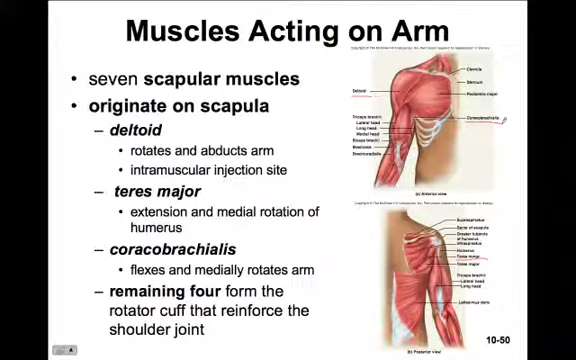 Muscles Acting on Arm
• seven scapular muscles
• originate on scapula
– deltoid
• rotates and abducts arm
• intramuscular injection site
– teres major
• extension and medial rotation of
humerus
– coracobrachialis
• flexes and medially rotates arm
– remaining four form the
rotator cuff that reinforce the
shoulder joint
Clavicle
Sternum
Deltoid
Pectoralis major
Coracobrachialis
Triceps brachii
Lateral head
Long head
Medial head
Biceps brachii
Brachialis
Brachioradialis
(a) Anterior view
Supraspinatus
Spine of scapula
Greater tubercle
of humerus
Infraspinatus
Humerus
Teres minor
Teres major
Triceps brachii
Lateral head
Long head
Latissimus dorsi
(b) Posterior view
10-50